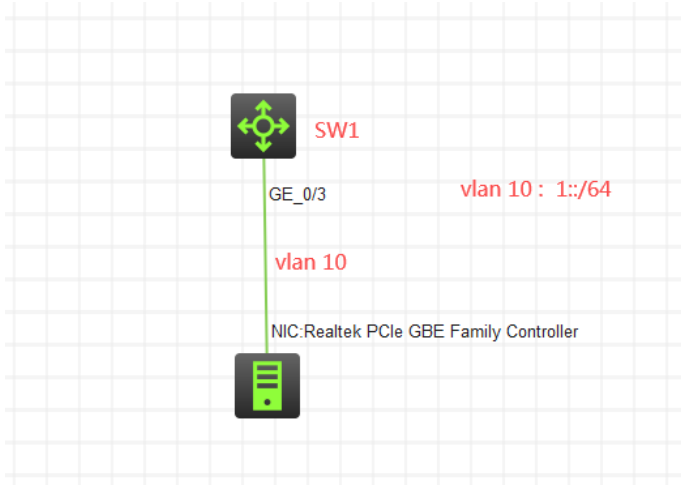 SW1
GE_0/3
vlan 10 : 1::/64
vlan 10
NIC:Realtek PCIe GBE Family Controller